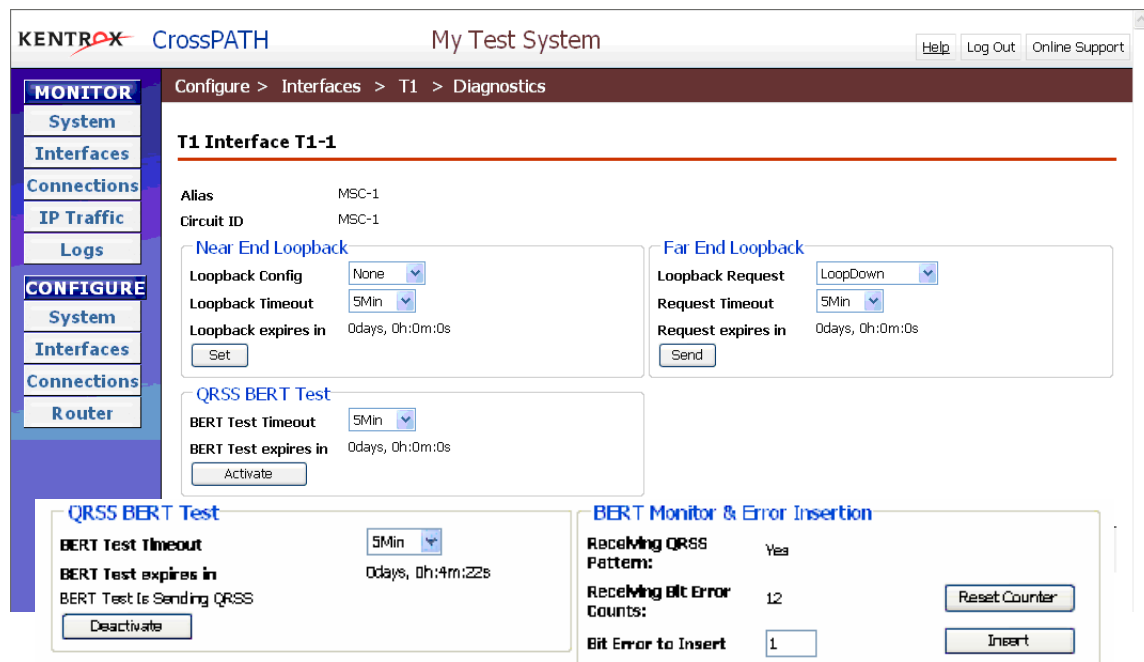 KENTROX CrossPATH My Test System Help Log Out Online Support
Configure > Interfaces > T1 > Diagnostics
MONITOR
System
Interfaces
Connections
IP Traffic
Logs
CONFIGURE
System
Interfaces
Connections
Router
T1 Interface T1-1
Alias MSC-1
Circuit ID MSC-1
Near End Loopback
Loopback Config None
Loopback Timeout 5Min
Loopback expires in 0days, 0h:0m:0s
Set
Far End Loopback
Loopback Request LoopDown
Request Timeout 5Min
Request expires in 0days, 0h:0m:0s
Send
QRSS BERT Test
BERT Test Timeout 5Min
BERT Test expires in 0days, 0h:0m:0s
Activate
QRSS BERT Test
BERT Test Timeout 5Min
BERT Test expires in 0days, 0h:4m:22s
BERT Test Is Sending QRSS
Deactivate
BERT Monitor & Error Insertion
Receiving QRSS
Pattern: Yes
Receiving Bit Error
Counts: 12 Reset Counter
Bit Error to Insert 1 Insert